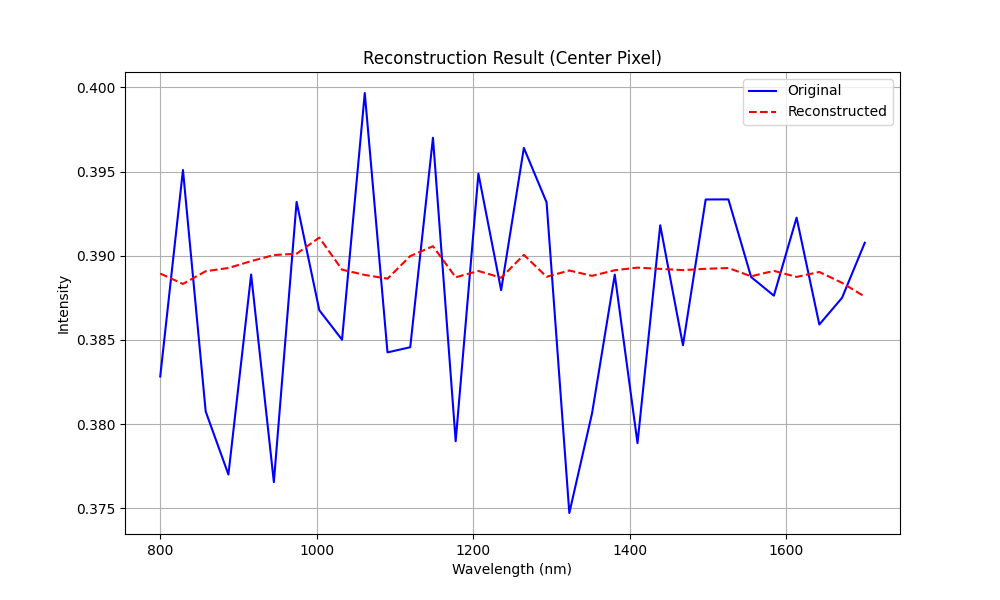 Reconstruction Result (Center Pixel)
Original
Reconstructed
0.400
0.395
0.390
0.385
0.380
0.375
Intensity
800
1000
1200
1400
1600
Wavelength (nm)